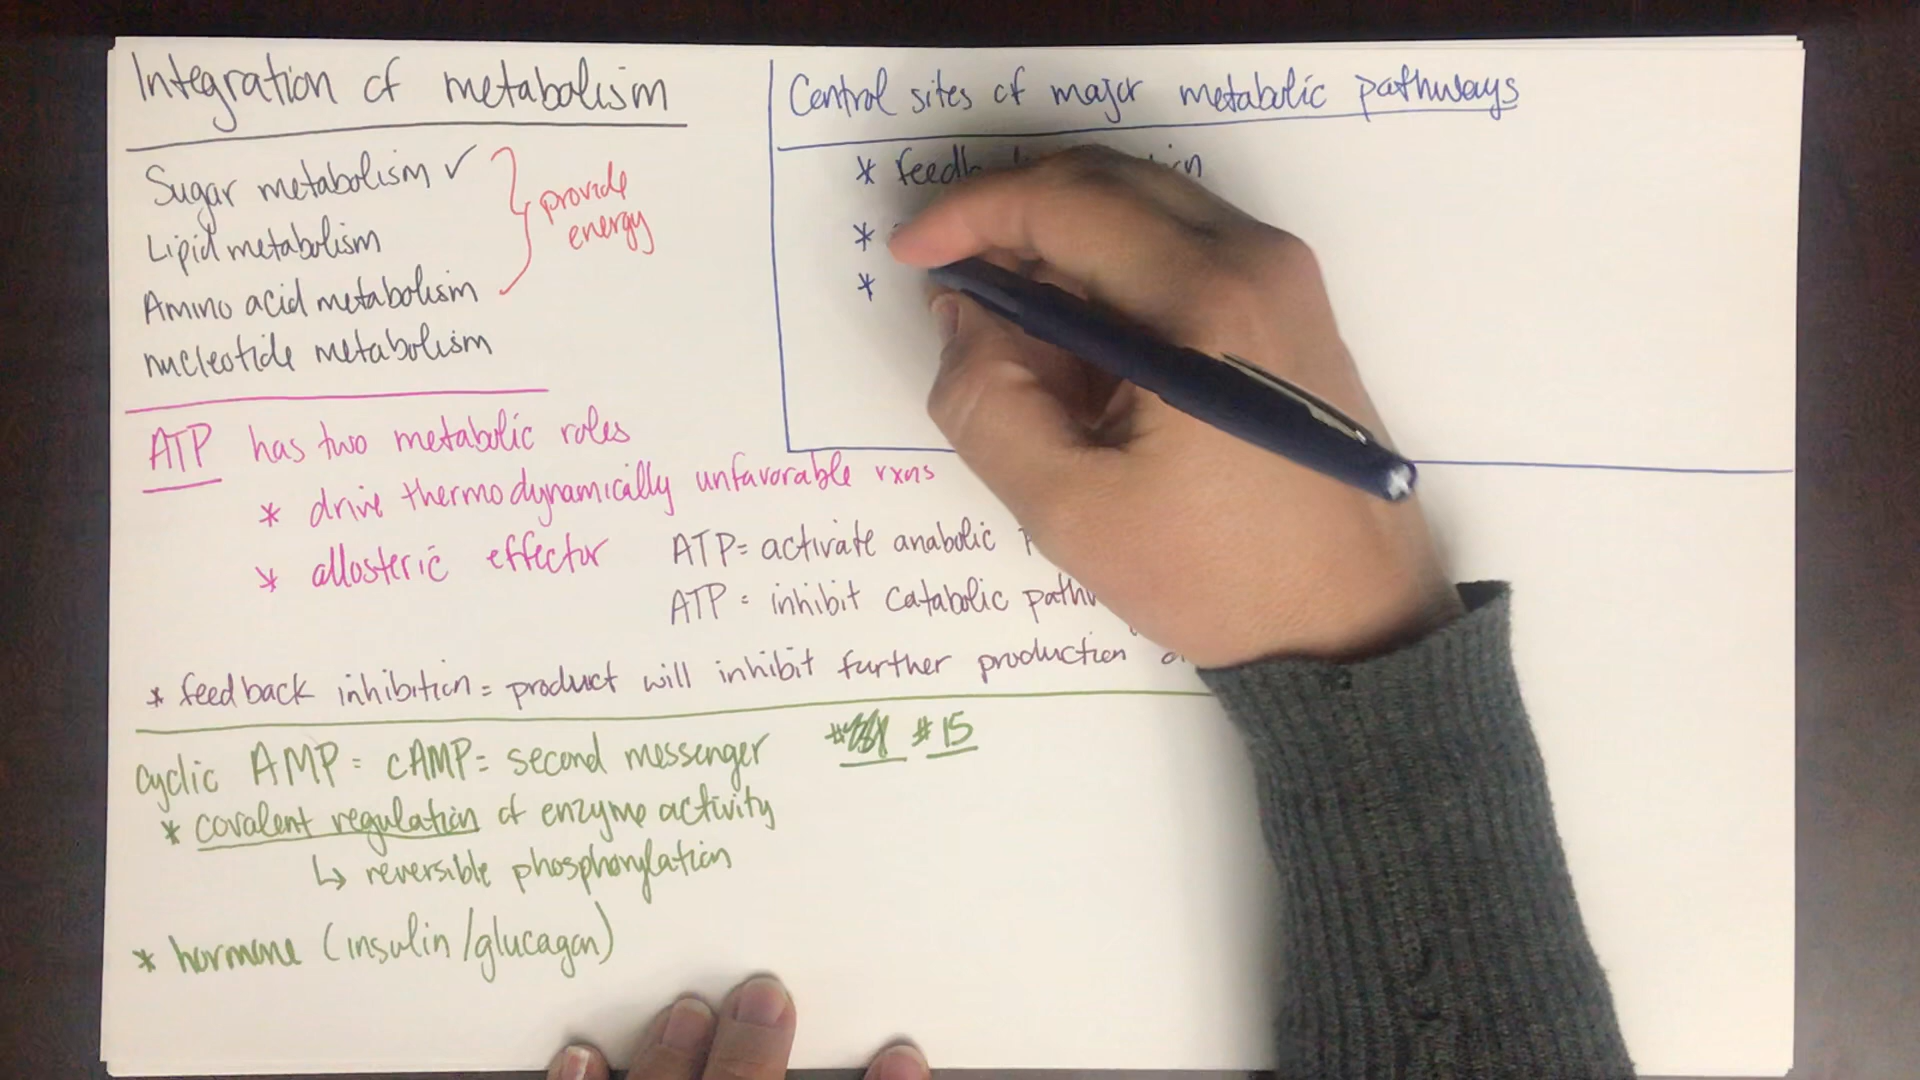 Integration of metabolism
Sugar metabolism ✓
Lipid metabolism
Amino acid metabolism
nucleotide metabolism
provide
energy
ATP has two metabolic roles
* drive thermodynamically unfavorable rxns
* allosteric effector
ATP = activate anabolic
ATP = inhibit catabolic
* feedback inhibition = product will inhibit further production
cyclic AMP = cAMP = second messenger
#15
* covalent regulation of enzyme activity
↳ reversible phosphorylation
* hormone (insulin/glucagon)
Control sites of major metabolic pathways
*
*
*